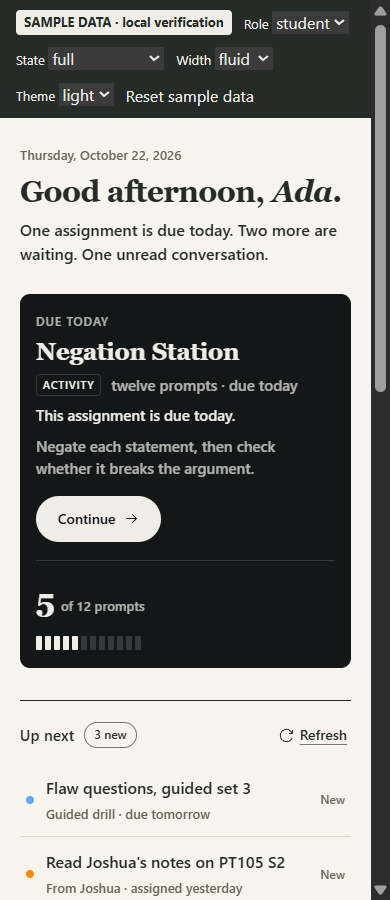 SAMPLE DATA · local verification Role student
State full Width fluid
Theme light Reset sample data
Thursday, October 22, 2026
Good afternoon, Ada.
One assignment is due today. Two more are
waiting. One unread conversation.
DUE TODAY
Negation Station
ACTIVITY twelve prompts · due today
This assignment is due today.
Negate each statement, then check
whether it breaks the argument.
Continue →
5 of 12 prompts
Up next 3 new Refresh
Flaw questions, guided set 3 New
Guided drill · due tomorrow
Read Joshua's notes on PT105 S2 New
From Joshua · assigned yesterday